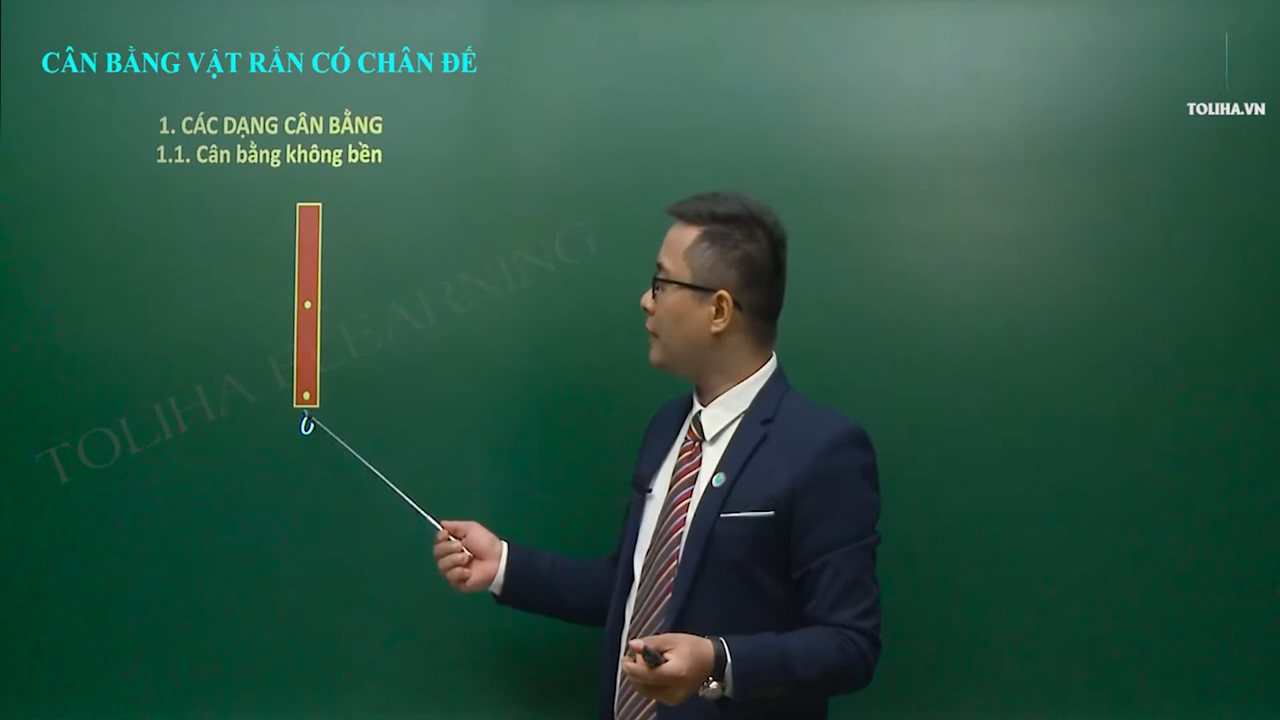 CÂN BẰNG VẬT RẮN CÓ CHÂN ĐẾ
TOLIHA.VN
1. CÁC DẠNG CÂN BẰNG
1.1. Cân bằng không bền
TOLIHA ELEARNING
O